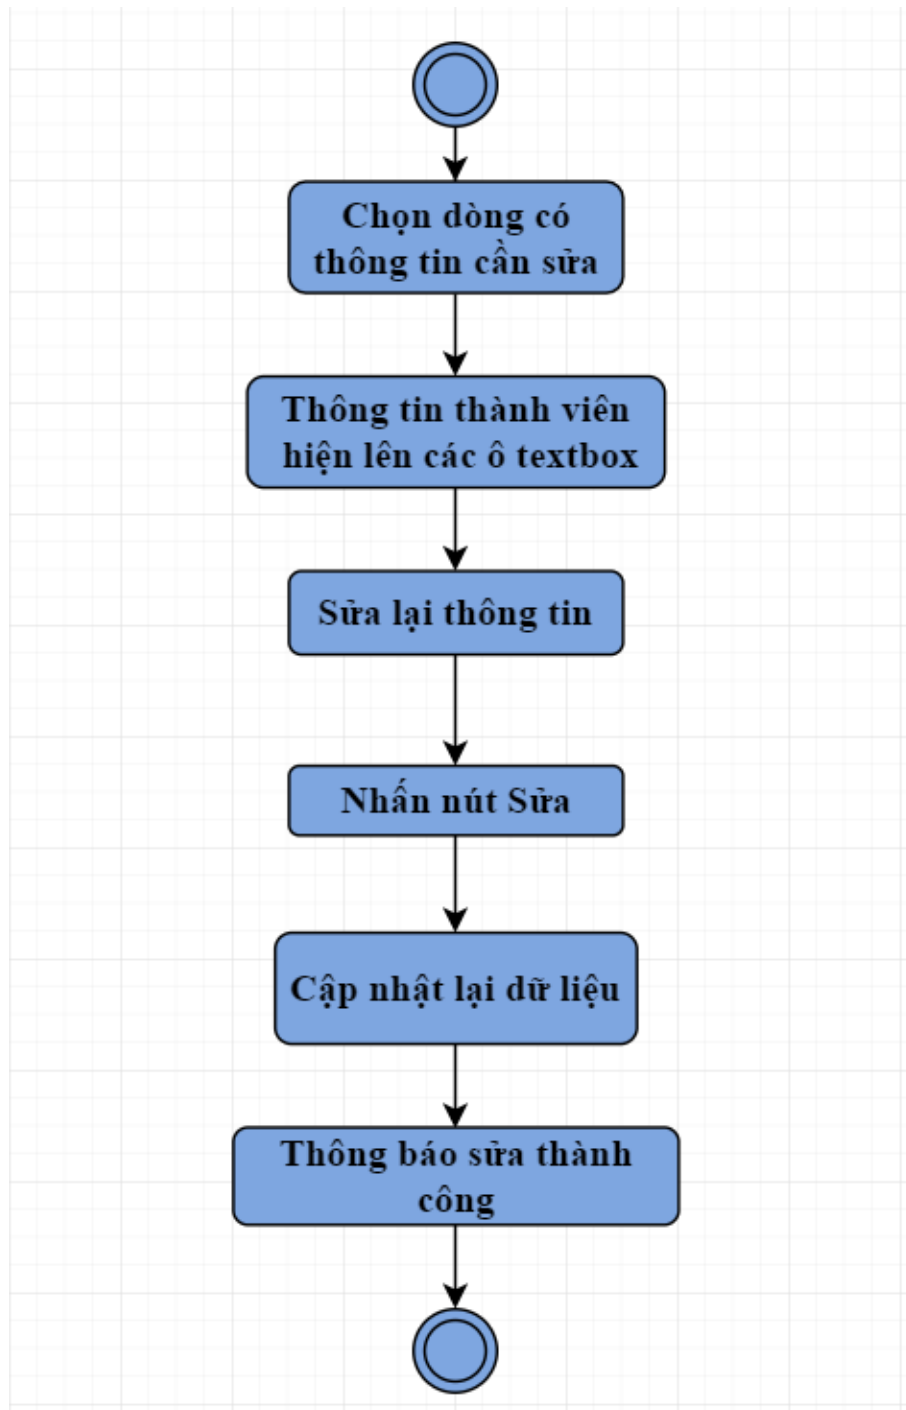 Chọn dòng có
thông tin cần sửa
Thông tin thành viên
hiện lên các ô textbox
Sửa lại thông tin
Nhấn nút Sửa
Cập nhật lại dữ liệu
Thông báo sửa thành
công